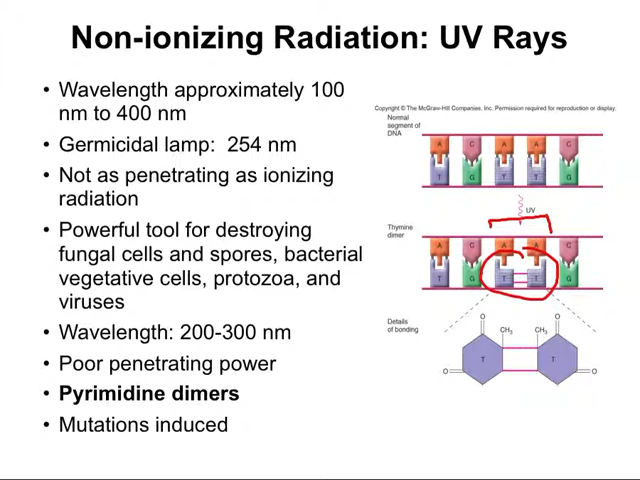 Non-ionizing Radiation: UV Rays
• Wavelength approximately 100
nm to 400 nm
• Germicidal lamp: 254 nm
• Not as penetrating as ionizing
radiation
• Powerful tool for destroying
fungal cells and spores, bacterial
vegetative cells, protozoa, and
viruses
• Wavelength: 200-300 nm
• Poor penetrating power
• Pyrimidine dimers
• Mutations induced
Copyright © The McGraw-Hill Companies, Inc. Permission required for reproduction or display.
Normal
segment of
DNA
A C A A C
T G T T G
UV
Thymine
dimer
A C A A C
T G T T G
Details
of bonding
O CH3 CH3 O
T T
O O